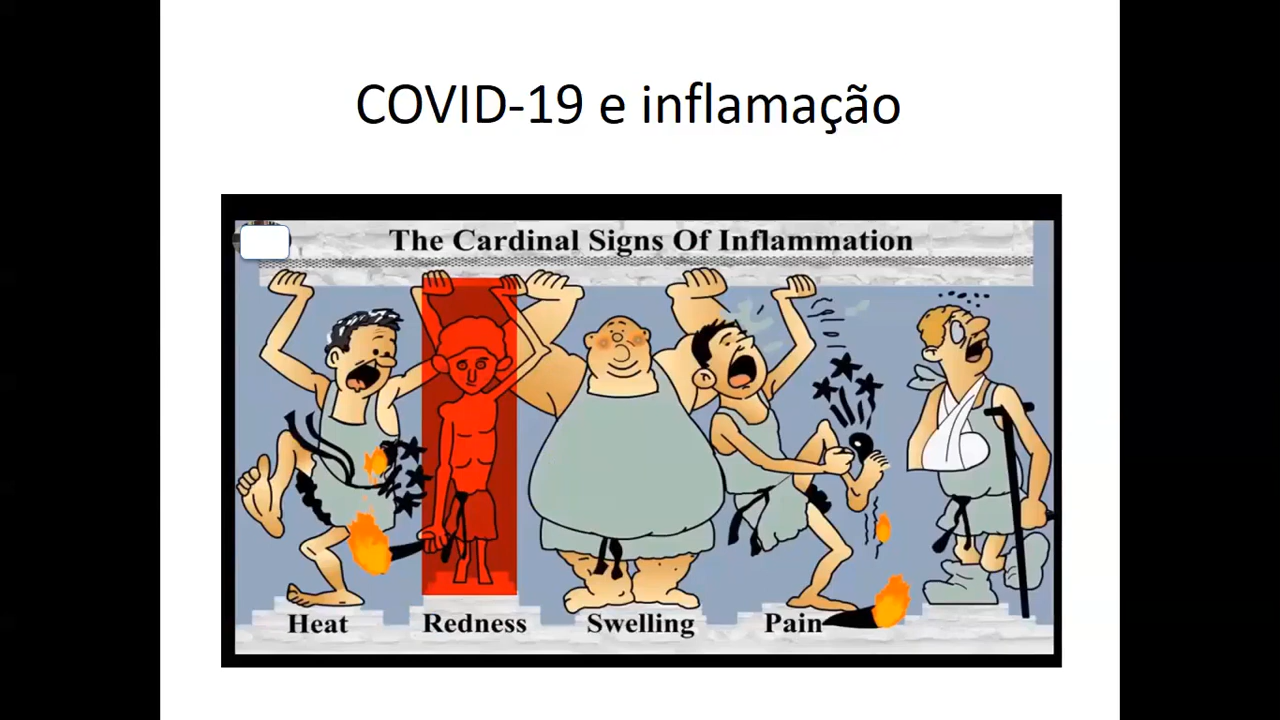 COVID-19 e inflamação
The Cardinal Signs Of Inflammation
Heat Redness Swelling Pain